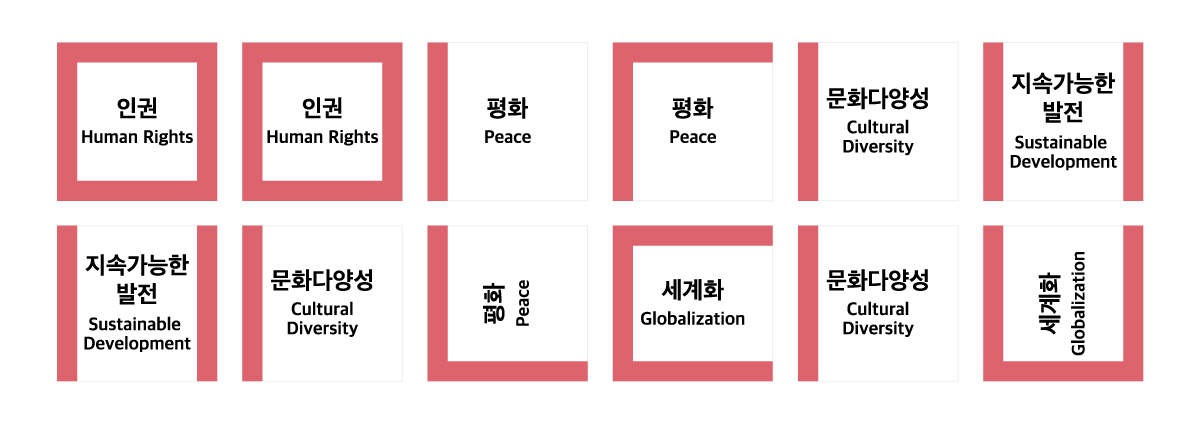 인권
Human Rights
인권
Human Rights
평화
Peace
평화
Peace
문화다양성
Cultural
Diversity
지속가능한
발전
Sustainable
Development
지속가능한
발전
Sustainable
Development
문화다양성
Cultural
Diversity
평화
Peace
세계화
Globalization
문화다양성
Cultural
Diversity
세계화
Globalization